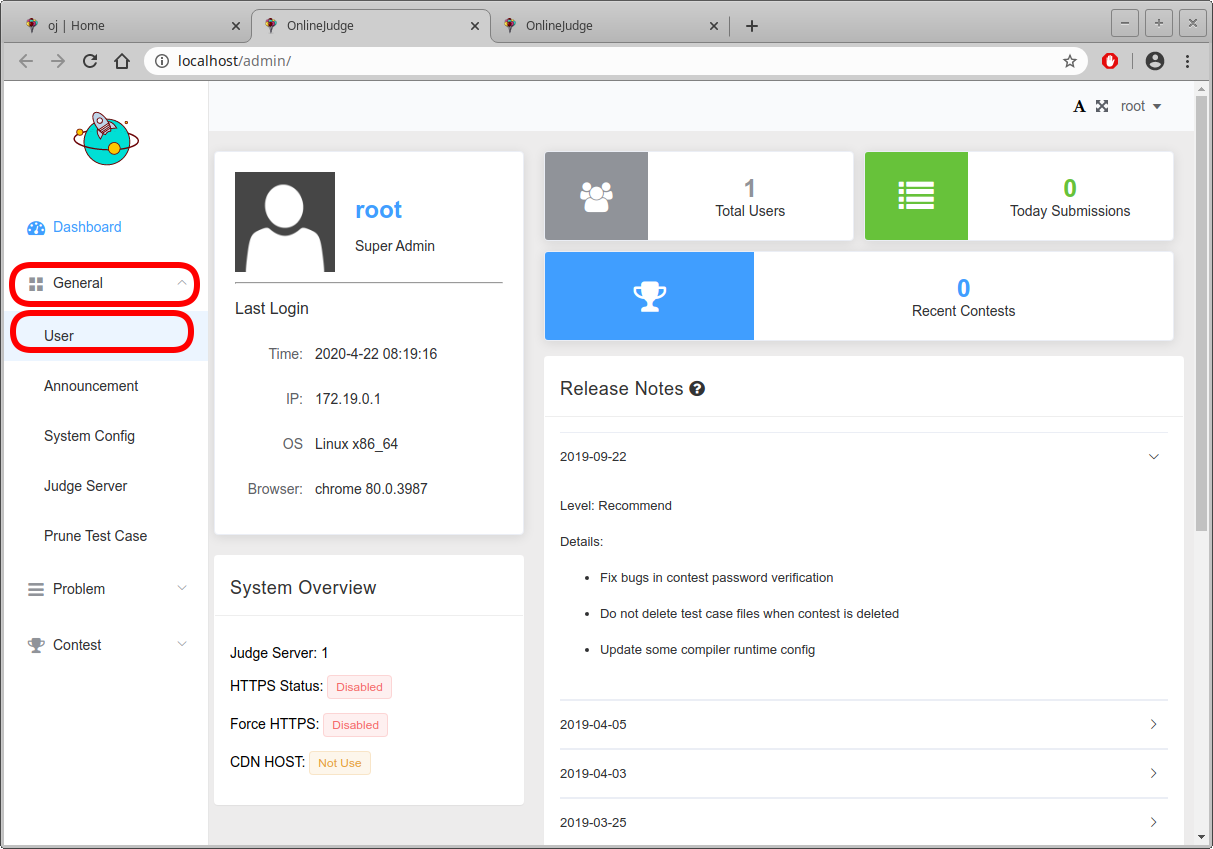 oj | Home
OnlineJudge
OnlineJudge
localhost/admin/
A
root
Dashboard
General
User
Announcement
System Config
Judge Server
Prune Test Case
Problem
Contest
root
Super Admin
Last Login
Time: 2020-4-22 08:19:16
IP: 172.19.0.1
OS Linux x86_64
Browser: chrome 80.0.3987
System Overview
Judge Server: 1
HTTPS Status: Disabled
Force HTTPS: Disabled
CDN HOST: Not Use
1
Total Users
0
Today Submissions
0
Recent Contests
Release Notes
2019-09-22
Level: Recommend
Details:
• Fix bugs in contest password verification
• Do not delete test case files when contest is deleted
• Update some compiler runtime config
2019-04-05
2019-04-03
2019-03-25